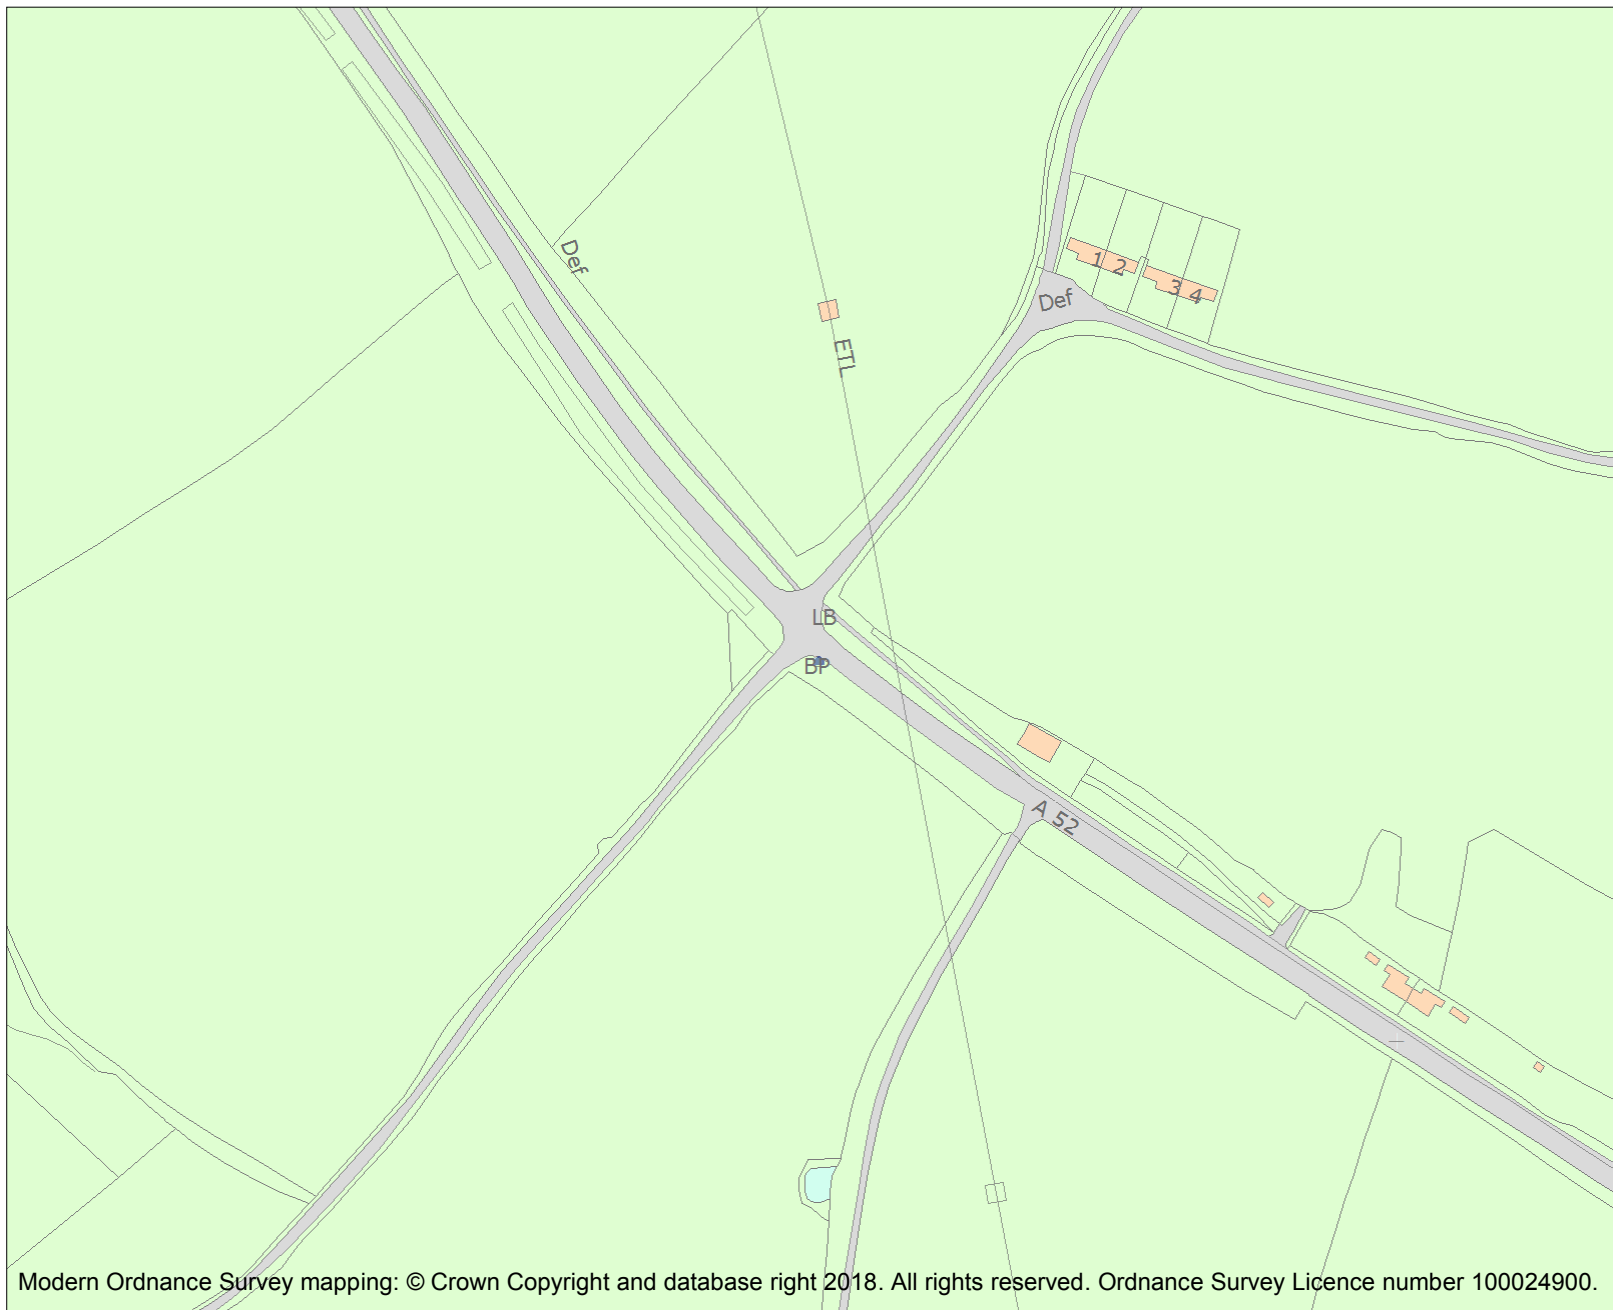 Def
1 2
3 4
Def
ETL
LB
BP
A 52
Modern Ordnance Survey mapping: © Crown Copyright and database right 2018. All rights reserved. Ordnance Survey Licence number 100024900.